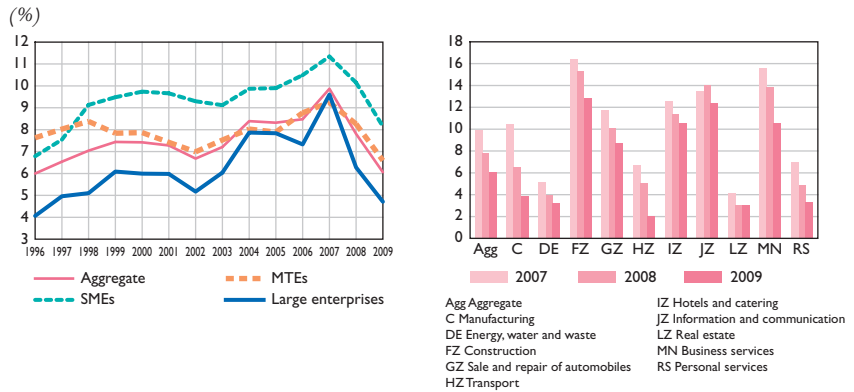 (%)
12
11
10
9
8
7
6
5
4
3
1996 1997 1998 1999 2000 2001 2002 2003 2004 2005 2006 2007 2008 2009
Aggregate
MTEs
SMEs
Large enterprises
18
16
14
12
10
8
6
4
2
0
Agg C DE FZ GZ HZ IZ JZ LZ MN RS
2007 2008 2009
Agg Aggregate
C Manufacturing
DE Energy, water and waste
FZ Construction
GZ Sale and repair of automobiles
HZ Transport
IZ Hotels and catering
JZ Information and communication
LZ Real estate
MN Business services
RS Personal services